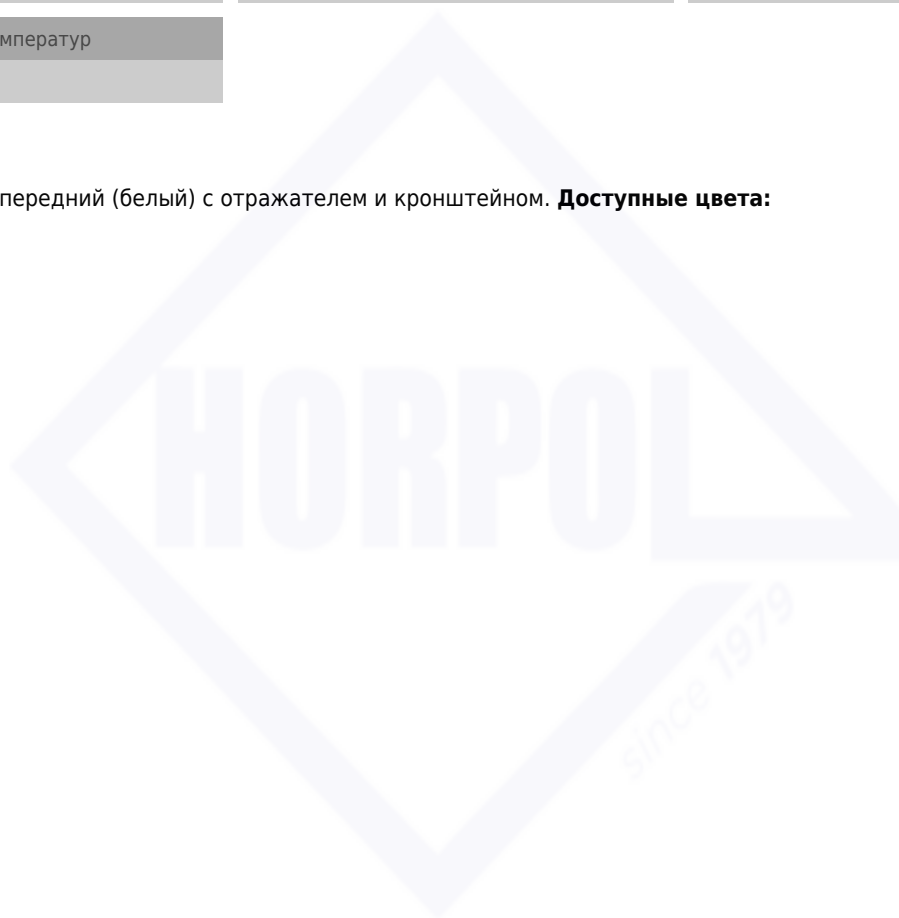 мператур
передний (белый) с отражателем и кронштейном. Доступные цвета:
HORPOL
since 1979